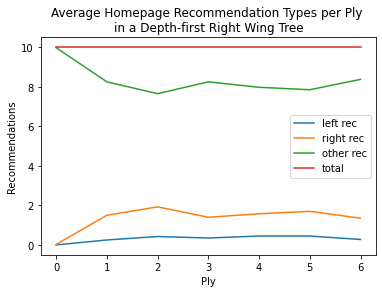 Average Homepage Recommendation Types per Ply
in a Depth-first Right Wing Tree
Recommendations
10
8
6
4
2
0
left rec
right rec
other rec
total
0 1 2 3 4 5 6
Ply